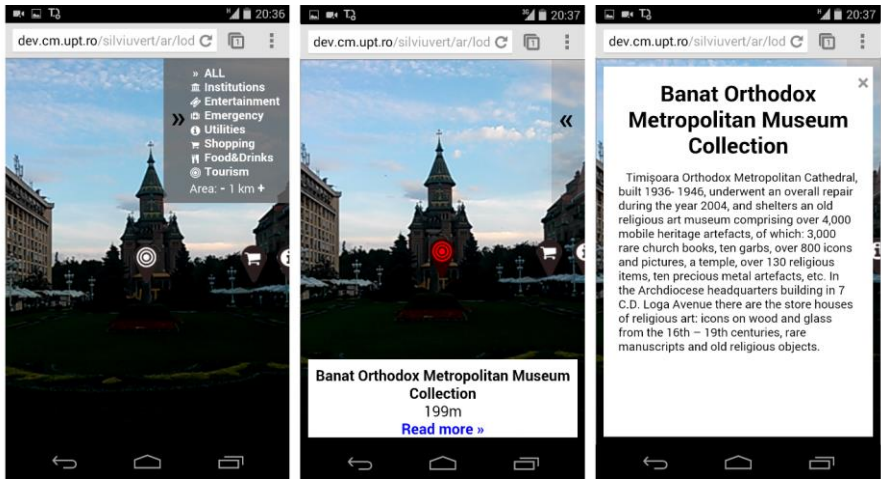 20:36
dev.cm.upt.ro/silviuvert/ar/lod
1
» ALL
Institutions
Entertainment
Emergency
Utilities
Shopping
Food&Drinks
Tourism
Area: - 1 km +
»
3G 20:37
dev.cm.upt.ro/silviuvert/ar/lod
1
«
Banat Orthodox Metropolitan Museum
Collection
199m
Read more »
H 20:37
dev.cm.upt.ro/silviuvert/ar/lod
1
×
Banat Orthodox
Metropolitan Museum
Collection
Timișoara Orthodox Metropolitan Cathedral,
built 1936- 1946, underwent an overall repair
during the year 2004, and shelters an old
religious art museum comprising over 4,000
mobile heritage artefacts, of which: 3,000
rare church books, ten garbs, over 800 icons
and pictures, a temple, over 130 religious
items, ten precious metal artefacts, etc. In
the Archdiocese headquarters building in 7
C.D. Loga Avenue there are the store houses
of religious art: icons on wood and glass
from the 16th – 19th centuries, rare
manuscripts and old religious objects.